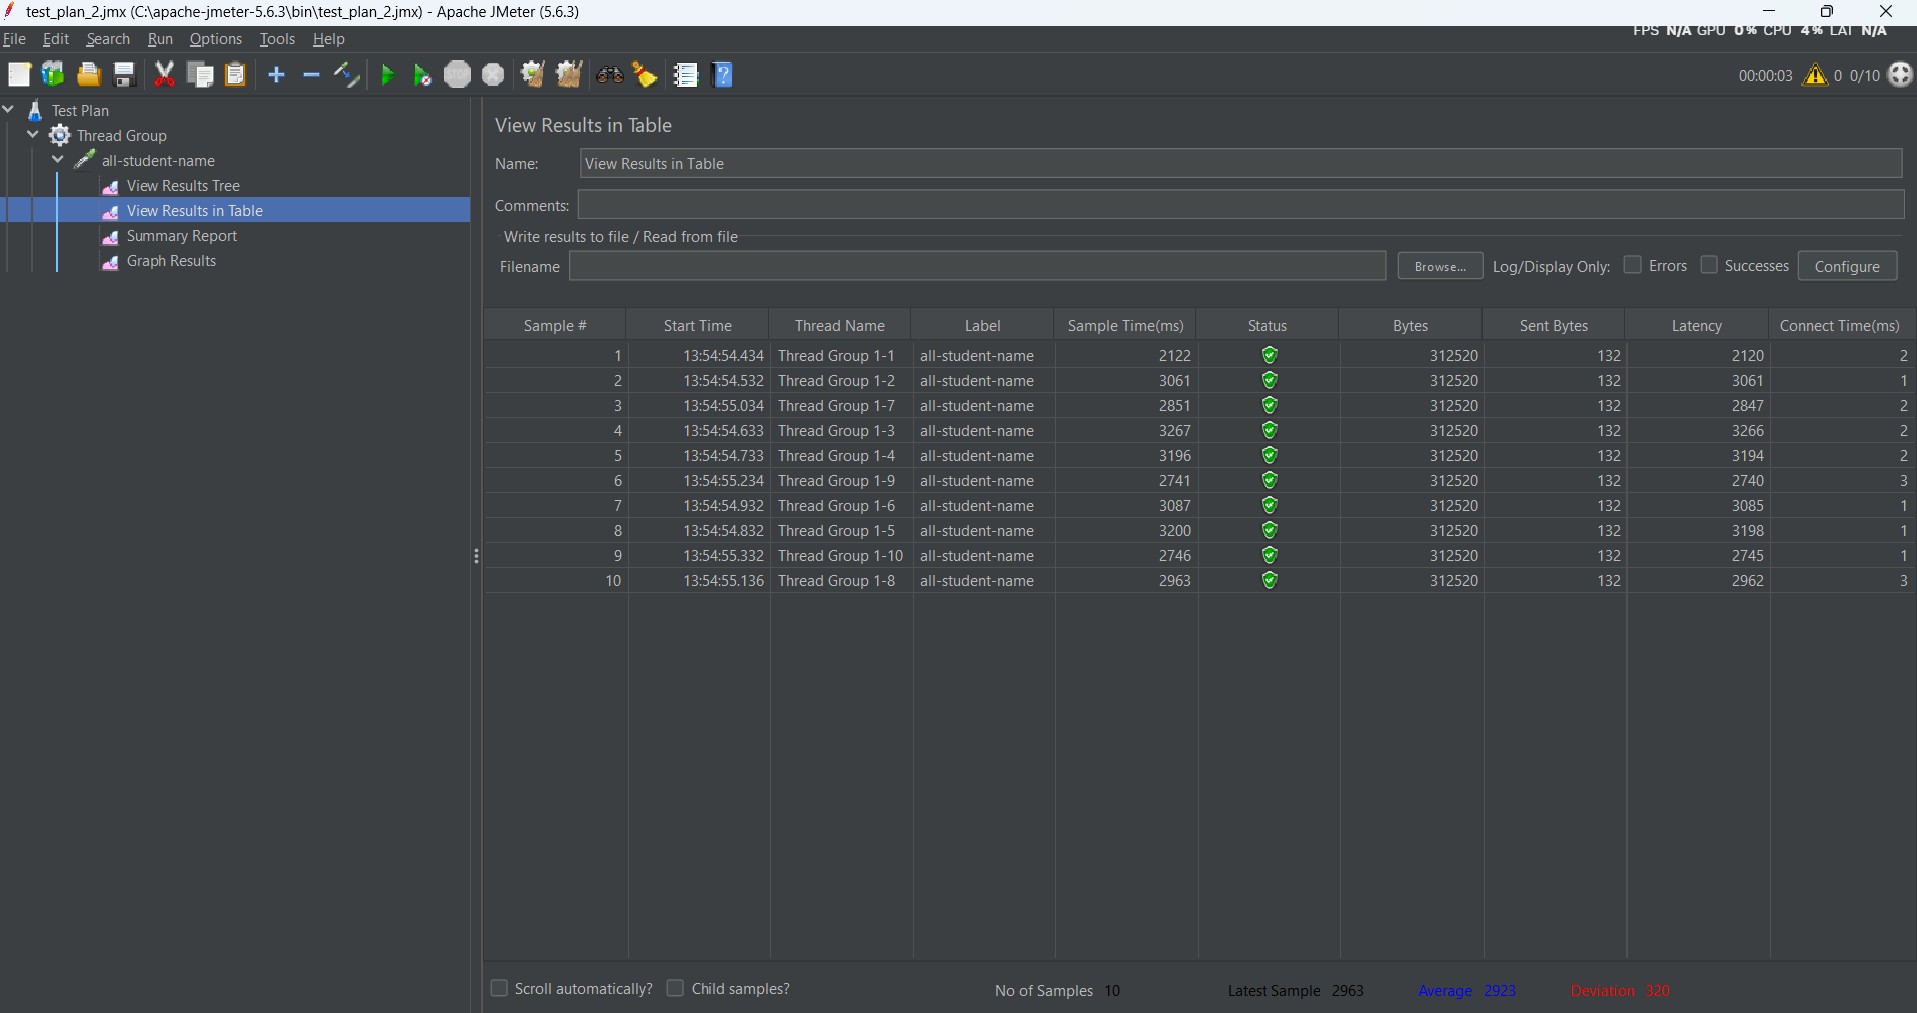 test_plan_2.jmx (C:\apache-jmeter-5.6.3\bin\test_plan_2.jmx) - Apache JMeter (5.6.3)
File Edit Search Run Options Tools Help
FPS N/A GPU 0% CPU 4% LAT N/A
STOP
00:00:03 0 0/10
Test Plan
Thread Group
all-student-name
View Results Tree
View Results in Table
Summary Report
Graph Results
View Results in Table
Name: View Results in Table
Comments:
Write results to file / Read from file
Filename Browse... Log/Display Only: Errors Successes Configure
Sample # Start Time Thread Name Label Sample Time(ms) Status Bytes Sent Bytes Latency Connect Time(ms)
1 13:54:54.434 Thread Group 1-1 all-student-name 2122 312520 132 2120 2
2 13:54:54.532 Thread Group 1-2 all-student-name 3061 312520 132 3061 1
3 13:54:55.034 Thread Group 1-7 all-student-name 2851 312520 132 2847 2
4 13:54:54.633 Thread Group 1-3 all-student-name 3267 312520 132 3266 2
5 13:54:54.733 Thread Group 1-4 all-student-name 3196 312520 132 3194 2
6 13:54:55.234 Thread Group 1-9 all-student-name 2741 312520 132 2740 3
7 13:54:54.932 Thread Group 1-6 all-student-name 3087 312520 132 3085 1
8 13:54:54.832 Thread Group 1-5 all-student-name 3200 312520 132 3198 1
9 13:54:55.332 Thread Group 1-10 all-student-name 2746 312520 132 2745 1
10 13:54:55.136 Thread Group 1-8 all-student-name 2963 312520 132 2962 3
Scroll automatically? Child samples? No of Samples 10 Latest Sample 2963 Average 2923 Deviation 320